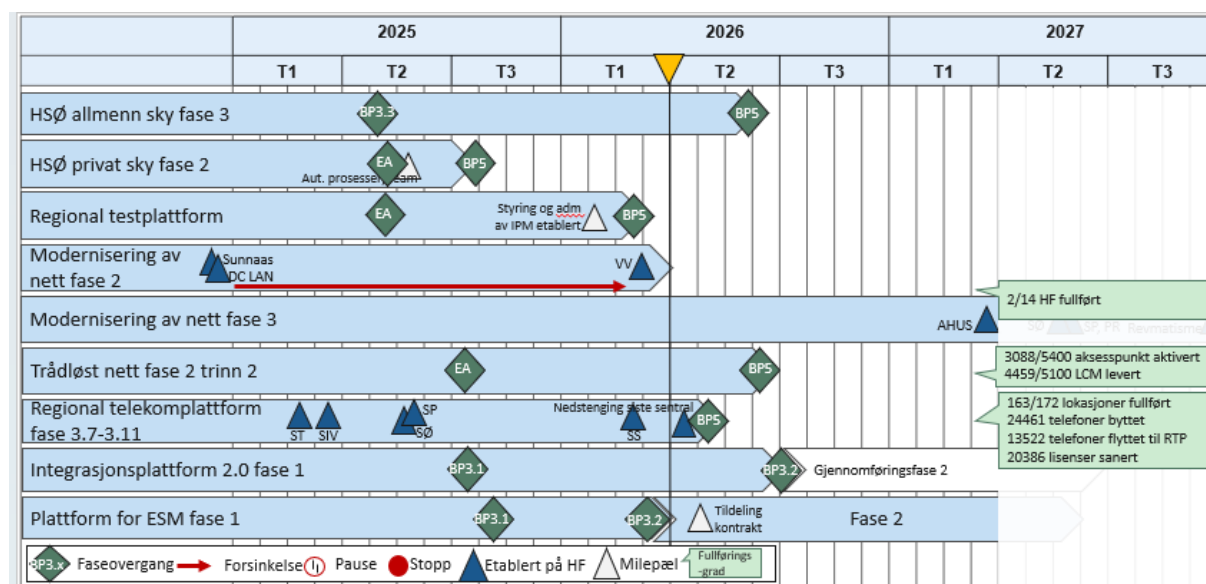 2025 2026 2027
T1 T2 T3 T1 T2 T3 T1 T2 T3
HSØ allmenn sky fase 3
BP3.3
BP5
HSØ privat sky fase 2
EA
Aut. prosesser team
BP5
Regional testplattform
EA
Styring og adm
av IPM etablert
BP5
Modernisering av
nett fase 2
Sunnaas
DC LAN
VV
2/14 HF fullført
Modernisering av nett fase 3
AHUS
SØ
SP, PR
Revmatisme
Trådløst nett fase 2 trinn 2
EA
BP5
3088/5400 aksesspunkt aktivert
4459/5100 LCM levert
Regional telekomplattform
fase 3.7-3.11
ST
SIV
SP
SØ
Nedstenging siste sentral
SS
BP5
163/172 lokasjoner fullført
24461 telefoner byttet
13522 telefoner flyttet til RTP
20386 lisenser sanert
Integrasjonsplattform 2.0 fase 1
BP3.1
BP3.2
Gjennomføringsfase 2
Plattform for ESM fase 1
BP3.1
BP3.2
Tildeling
kontrakt
Fase 2
BP3.x Faseovergang Forsinkelse Pause Stopp Etablert på HF Milepæl
Fullførings
-grad